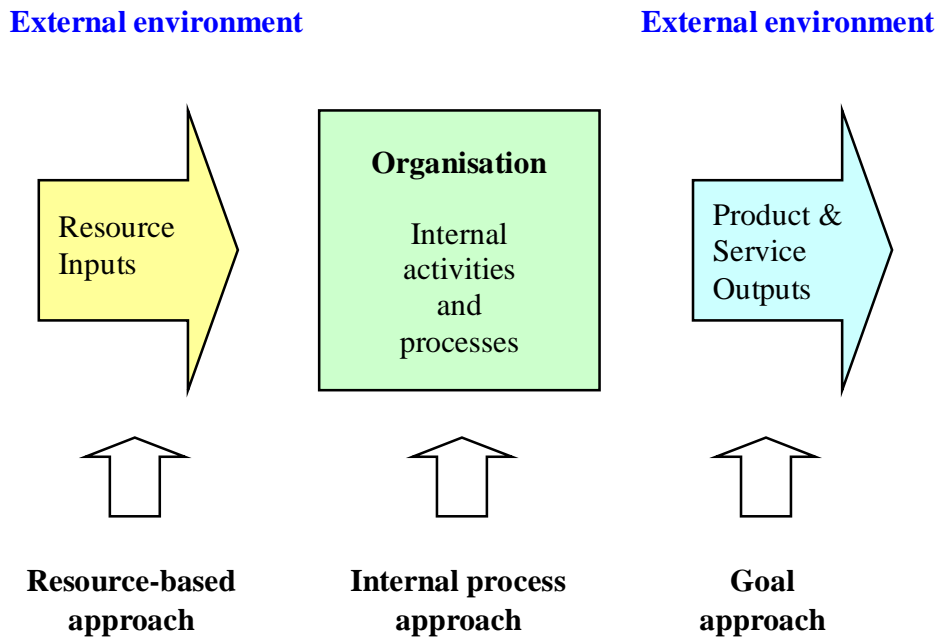 External environment
External environment
Resource
Inputs
Organisation
Internal
activities
and
processes
Product &
Service
Outputs
Resource-based
approach
Internal process
approach
Goal
approach